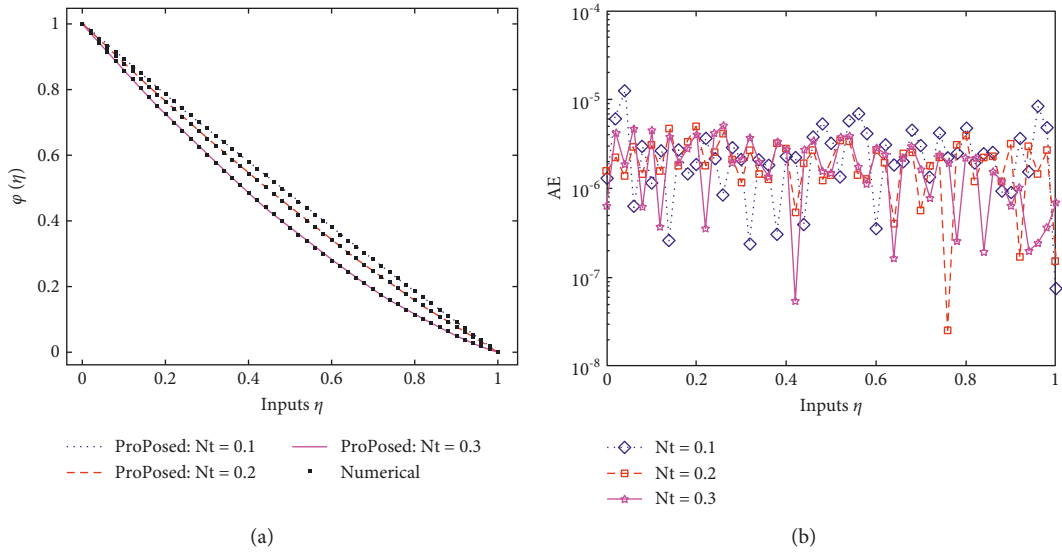 1
0.8
0.6
0.4
0.2
0
φ (η)
0 0.2 0.4 0.6 0.8 1
Inputs η
ProPosed: Nt = 0.1
ProPosed: Nt = 0.2
ProPosed: Nt = 0.3
Numerical
(a)
10-4
10-5
10-6
10-7
10-8
AE
0 0.2 0.4 0.6 0.8 1
Inputs η
Nt = 0.1
Nt = 0.2
Nt = 0.3
(b)